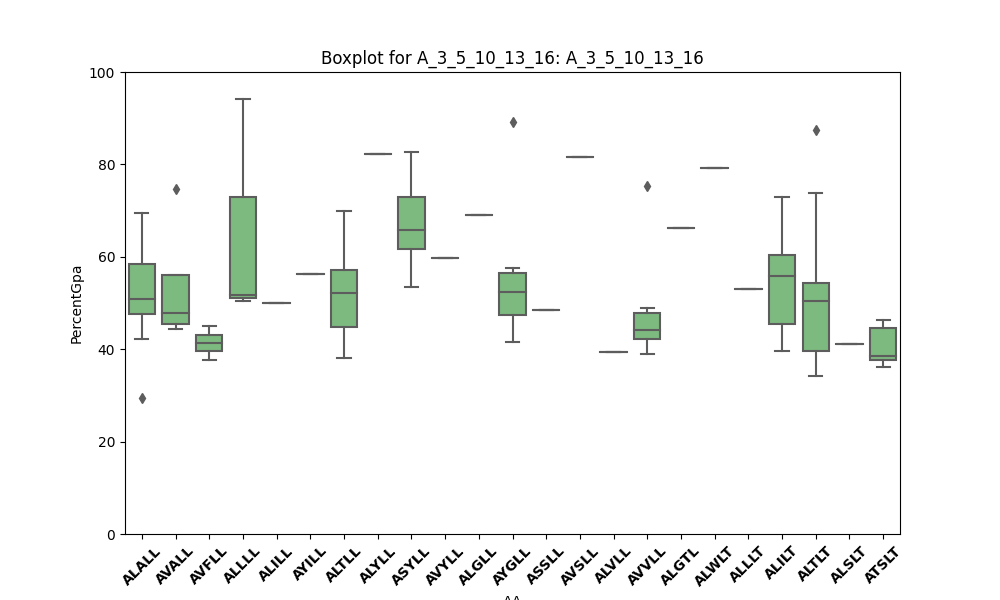 Boxplot for A_3_5_10_13_16: A_3_5_10_13_16
PercentGpa
100
80
60
40
20
0
ALALL AVALL AVFLL ALLLL ALILL AYILL ALTLL ALYLL ASYLL AVYLL ALGLL AYGLL ASSLL AVSLL ALVLL AVVLL ALGTL ALWLT ALLLT ALILT ALTLT ALSLT ATSLT
AA